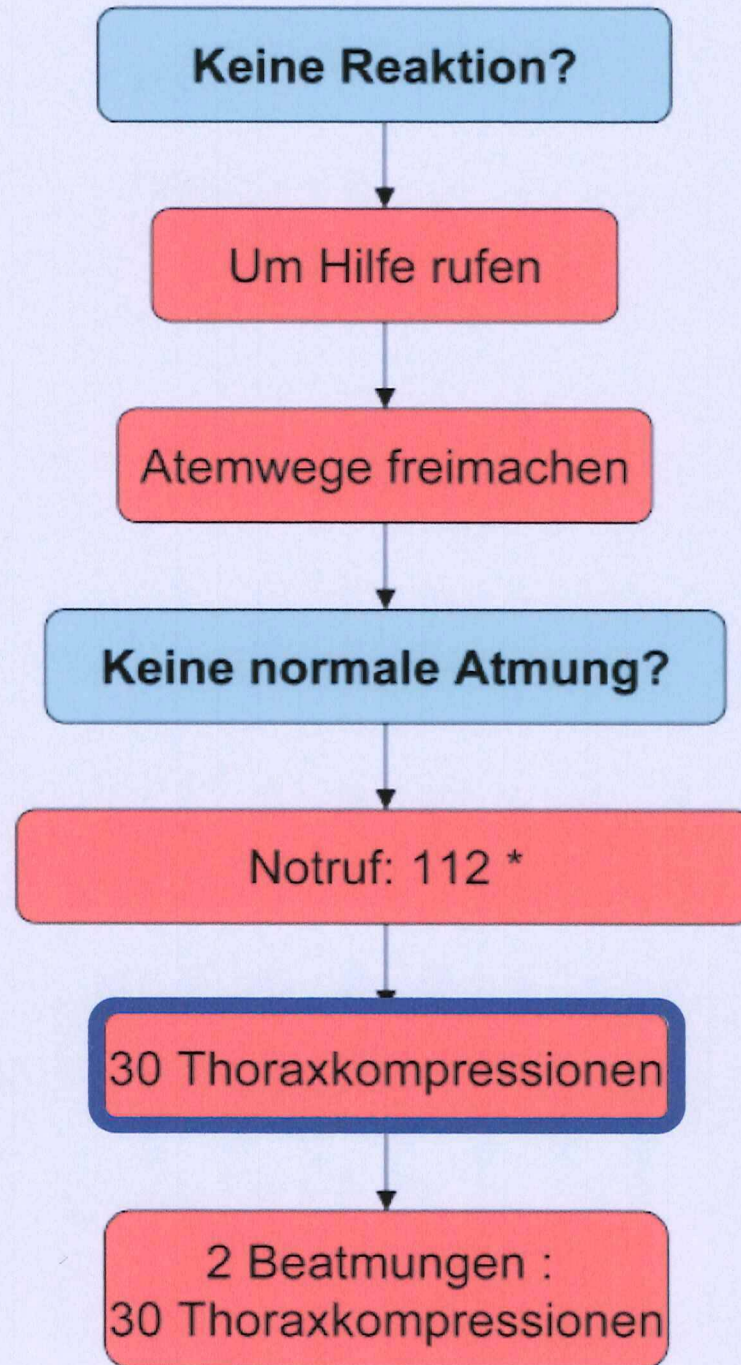 Keine Reaktion?
Um Hilfe rufen
Atemwege freimachen
Keine normale Atmung?
Notruf: 112 *
30 Thoraxkompressionen
2 Beatmungen :
30 Thoraxkompressionen